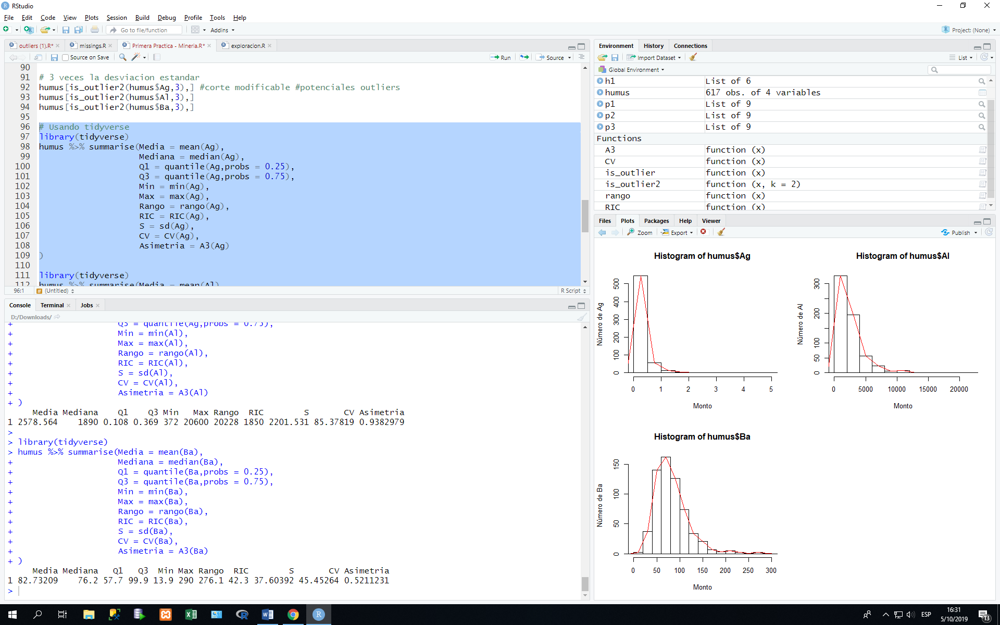 RStudio
File Edit Code View Plots Session Build Debug Profile Tools Help
Go to file/function Addins Project: (None)
outliers (1).R* missings.R Primera Practica - Mineria.R* exploracion.R
Source on Save Run Source
90
91 # 3 veces la desviacion estandar
92 humus[is_outlier2(humus$Ag,3),] #corte modificable #potenciales outliers
93 humus[is_outlier2(humus$Al,3),]
94 humus[is_outlier2(humus$Ba,3),]
95
96 # Usando tidyverse
97 library(tidyverse)
98 humus %>% summarise(Media = mean(Ag),
99 Mediana = median(Ag),
100 Q1 = quantile(Ag,probs = 0.25),
101 Q3 = quantile(Ag,probs = 0.75),
102 Min = min(Ag),
103 Max = max(Ag),
104 Rango = rango(Ag),
105 RIC = RIC(Ag),
106 S = sd(Ag),
107 CV = CV(Ag),
108 Asimetria = A3(Ag)
109 )
110
111 library(tidyverse)
112 humus %>% summarise(Media = mean(Al)
96:1 (Untitled) R Script
Console Terminal Jobs
D:/Downloads/
+ Q3 = quantile(Ag,probs = 0.75),
+ Min = min(Al),
+ Max = max(Al),
+ Rango = rango(Al),
+ RIC = RIC(Al),
+ S = sd(Al),
+ CV = CV(Al),
+ Asimetria = A3(Al)
+ )
Media Mediana Q1 Q3 Min Max Rango RIC S CV Asimetria
1 2578.564 1890 0.108 0.369 372 20600 20228 1850 2201.531 85.37819 0.9382979
>
> library(tidyverse)
> humus %>% summarise(Media = mean(Ba),
+ Mediana = median(Ba),
+ Q1 = quantile(Ba,probs = 0.25),
+ Q3 = quantile(Ba,probs = 0.75),
+ Min = min(Ba),
+ Max = max(Ba),
+ Rango = rango(Ba),
+ RIC = RIC(Ba),
+ S = sd(Ba),
+ CV = CV(Ba),
+ Asimetria = A3(Ba)
+ )
Media Mediana Q1 Q3 Min Max Rango RIC S CV Asimetria
1 82.73209 76.2 57.7 99.9 13.9 290 276.1 42.3 37.60392 45.45264 0.5211231
>
Environment History Connections
Import Dataset List
Global Environment
h1 List of 6
humus 617 obs. of 4 variables
p1 List of 9
p2 List of 9
p3 List of 9
Functions
A3 function (x)
CV function (x)
is_outlier function (x)
is_outlier2 function (x, k = 2)
rango function (x)
RIC function (x)
Files Plots Packages Help Viewer
Zoom Export Publish
Histogram of humus$Ag
Número de Ag
0 100 200 300 400 500
0 1 2 3 4 5
Monto
Histogram of humus$Al
Número de Al
0 50 100 200 300
0 5000 10000 15000 20000
Monto
Histogram of humus$Ba
Número de Ba
0 50 100 150
0 50 100 150 200 250 300
Monto
ESP
16:31
5/10/2019
13